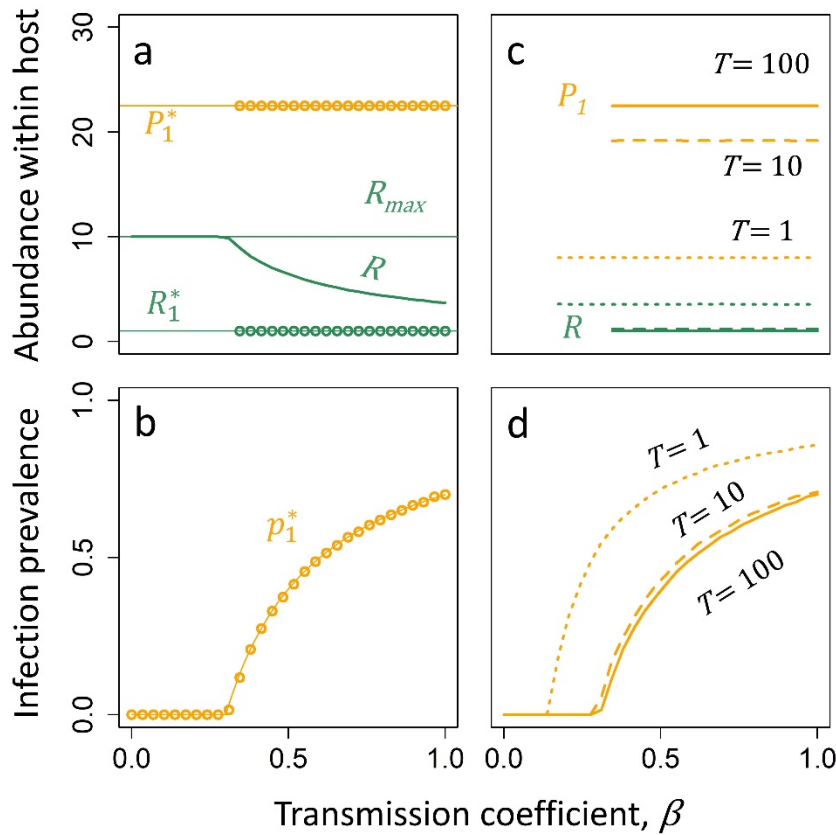 Abundance within host
30
20
10
0
a
P₁*
R_max
R
R₁*
c
T= 100
P₁
T= 10
T= 1
R
Infection prevalence
1.0
0.5
0.0
b
p₁*
d
T= 1
T= 10
T= 100
0.0 0.5 1.0
0.0 0.5 1.0
Transmission coefficient, β